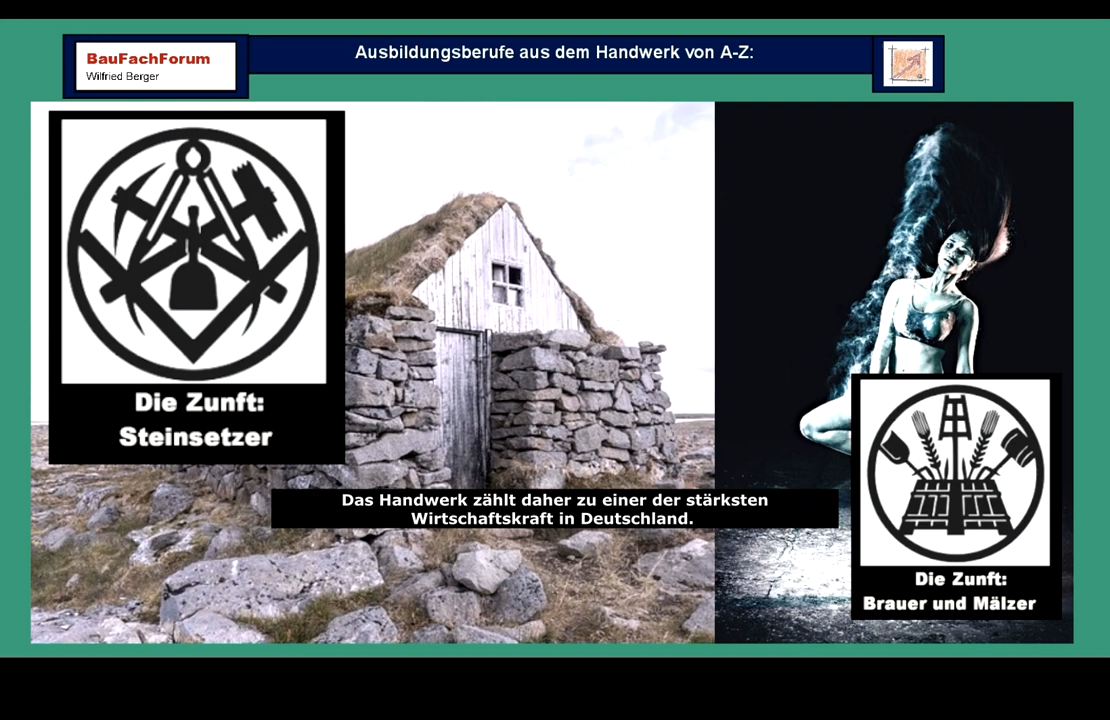 BauFachForum
Wilfried Berger
Ausbildungsberufe aus dem Handwerk von A-Z:
Die Zunft:
Steinsetzer
Das Handwerk zählt daher zu einer der stärksten
Wirtschaftskraft in Deutschland.
Die Zunft:
Brauer und Mälzer